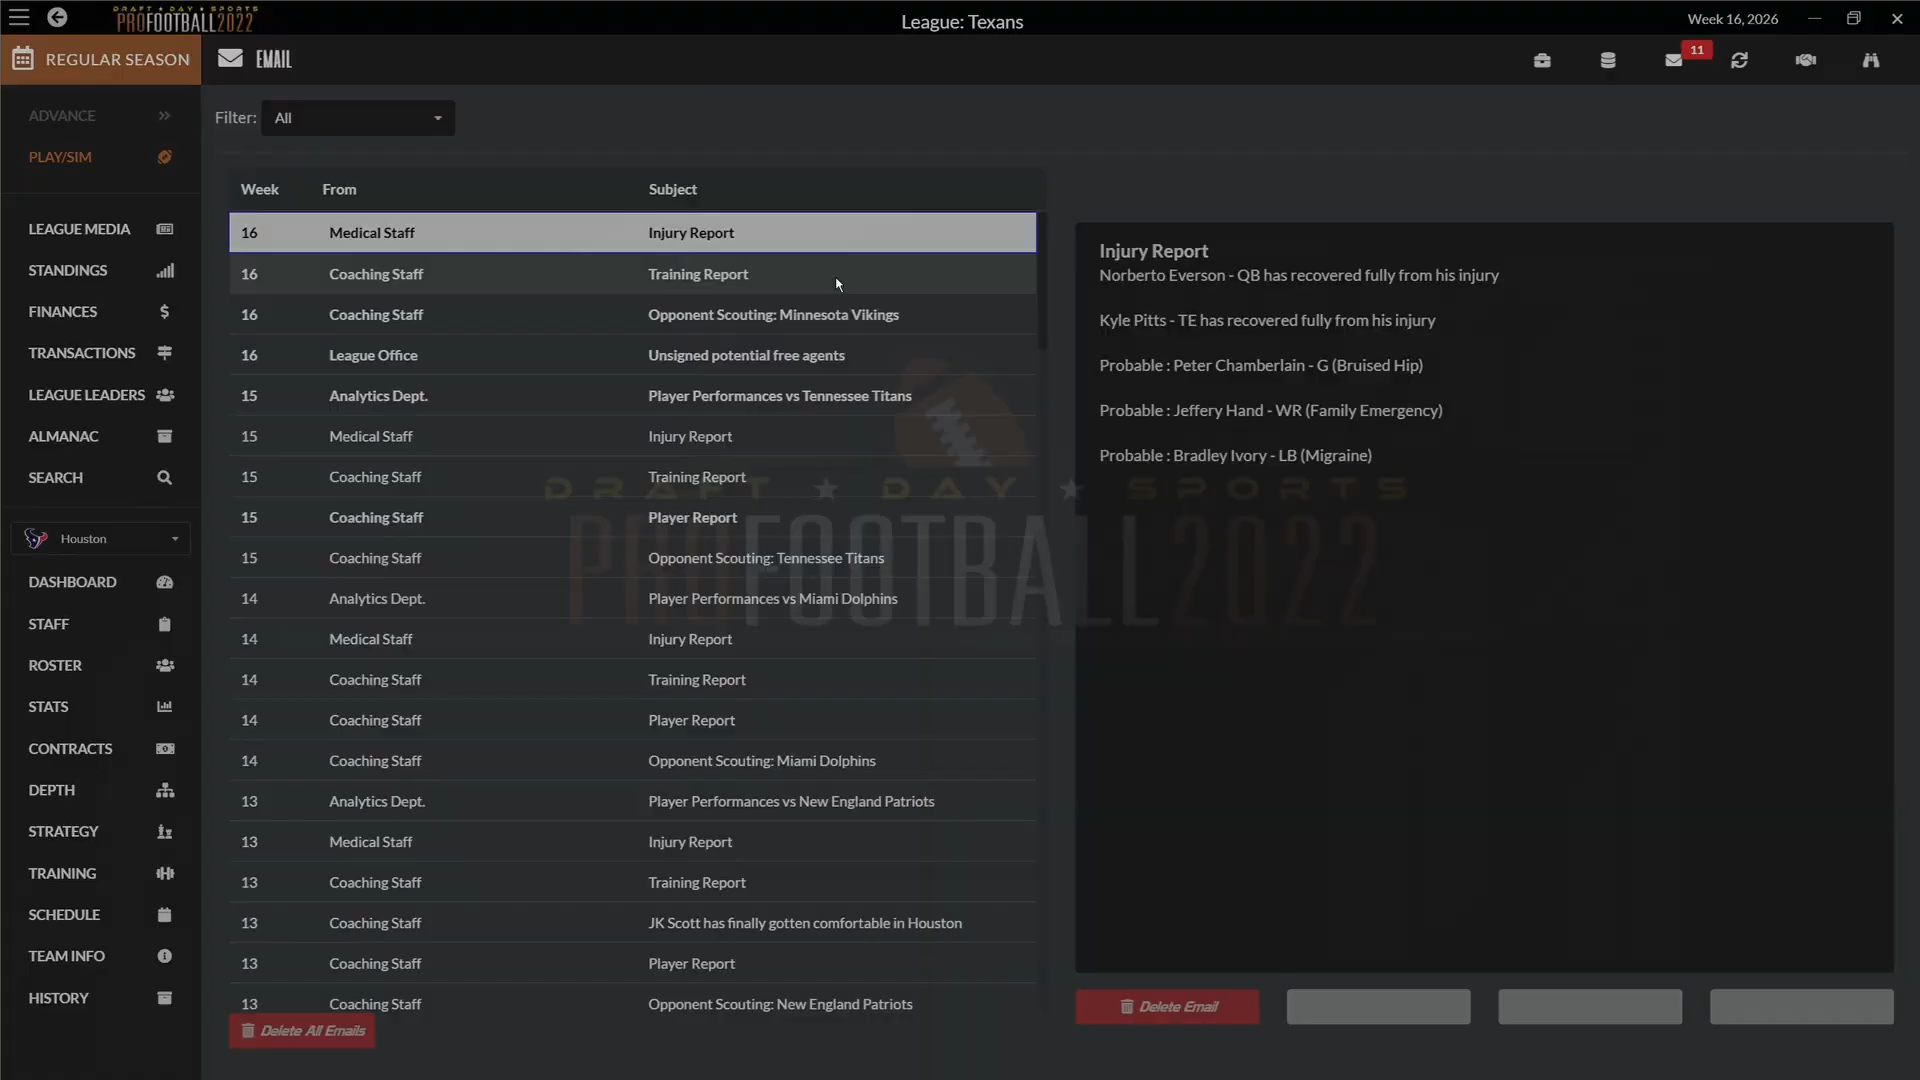 DRAFT DAY SPORTS
PROFOOTBALL2022
League: Texans
Week 16, 2026
REGULAR SEASON
EMAIL
11
ADVANCE
PLAY/SIM
LEAGUE MEDIA
STANDINGS
FINANCES
TRANSACTIONS
LEAGUE LEADERS
ALMANAC
SEARCH
Houston
DASHBOARD
STAFF
ROSTER
STATS
CONTRACTS
DEPTH
STRATEGY
TRAINING
SCHEDULE
TEAM INFO
HISTORY
Filter: All
Week From Subject
16 Medical Staff Injury Report
16 Coaching Staff Training Report
16 Coaching Staff Opponent Scouting: Minnesota Vikings
16 League Office Unsigned potential free agents
15 Analytics Dept. Player Performances vs Tennessee Titans
15 Medical Staff Injury Report
15 Coaching Staff Training Report
15 Coaching Staff Player Report
15 Coaching Staff Opponent Scouting: Tennessee Titans
14 Analytics Dept. Player Performances vs Miami Dolphins
14 Medical Staff Injury Report
14 Coaching Staff Training Report
14 Coaching Staff Player Report
14 Coaching Staff Opponent Scouting: Miami Dolphins
13 Analytics Dept. Player Performances vs New England Patriots
13 Medical Staff Injury Report
13 Coaching Staff Training Report
13 Coaching Staff JK Scott has finally gotten comfortable in Houston
13 Coaching Staff Player Report
13 Coaching Staff Opponent Scouting: New England Patriots
Delete All Emails
DRAFT DAY SPORTS
PROFOOTBALL2022
Injury Report
Norberto Everson - QB has recovered fully from his injury
Kyle Pitts - TE has recovered fully from his injury
Probable : Peter Chamberlain - G (Bruised Hip)
Probable : Jeffery Hand - WR (Family Emergency)
Probable : Bradley Ivory - LB (Migraine)
Delete Email